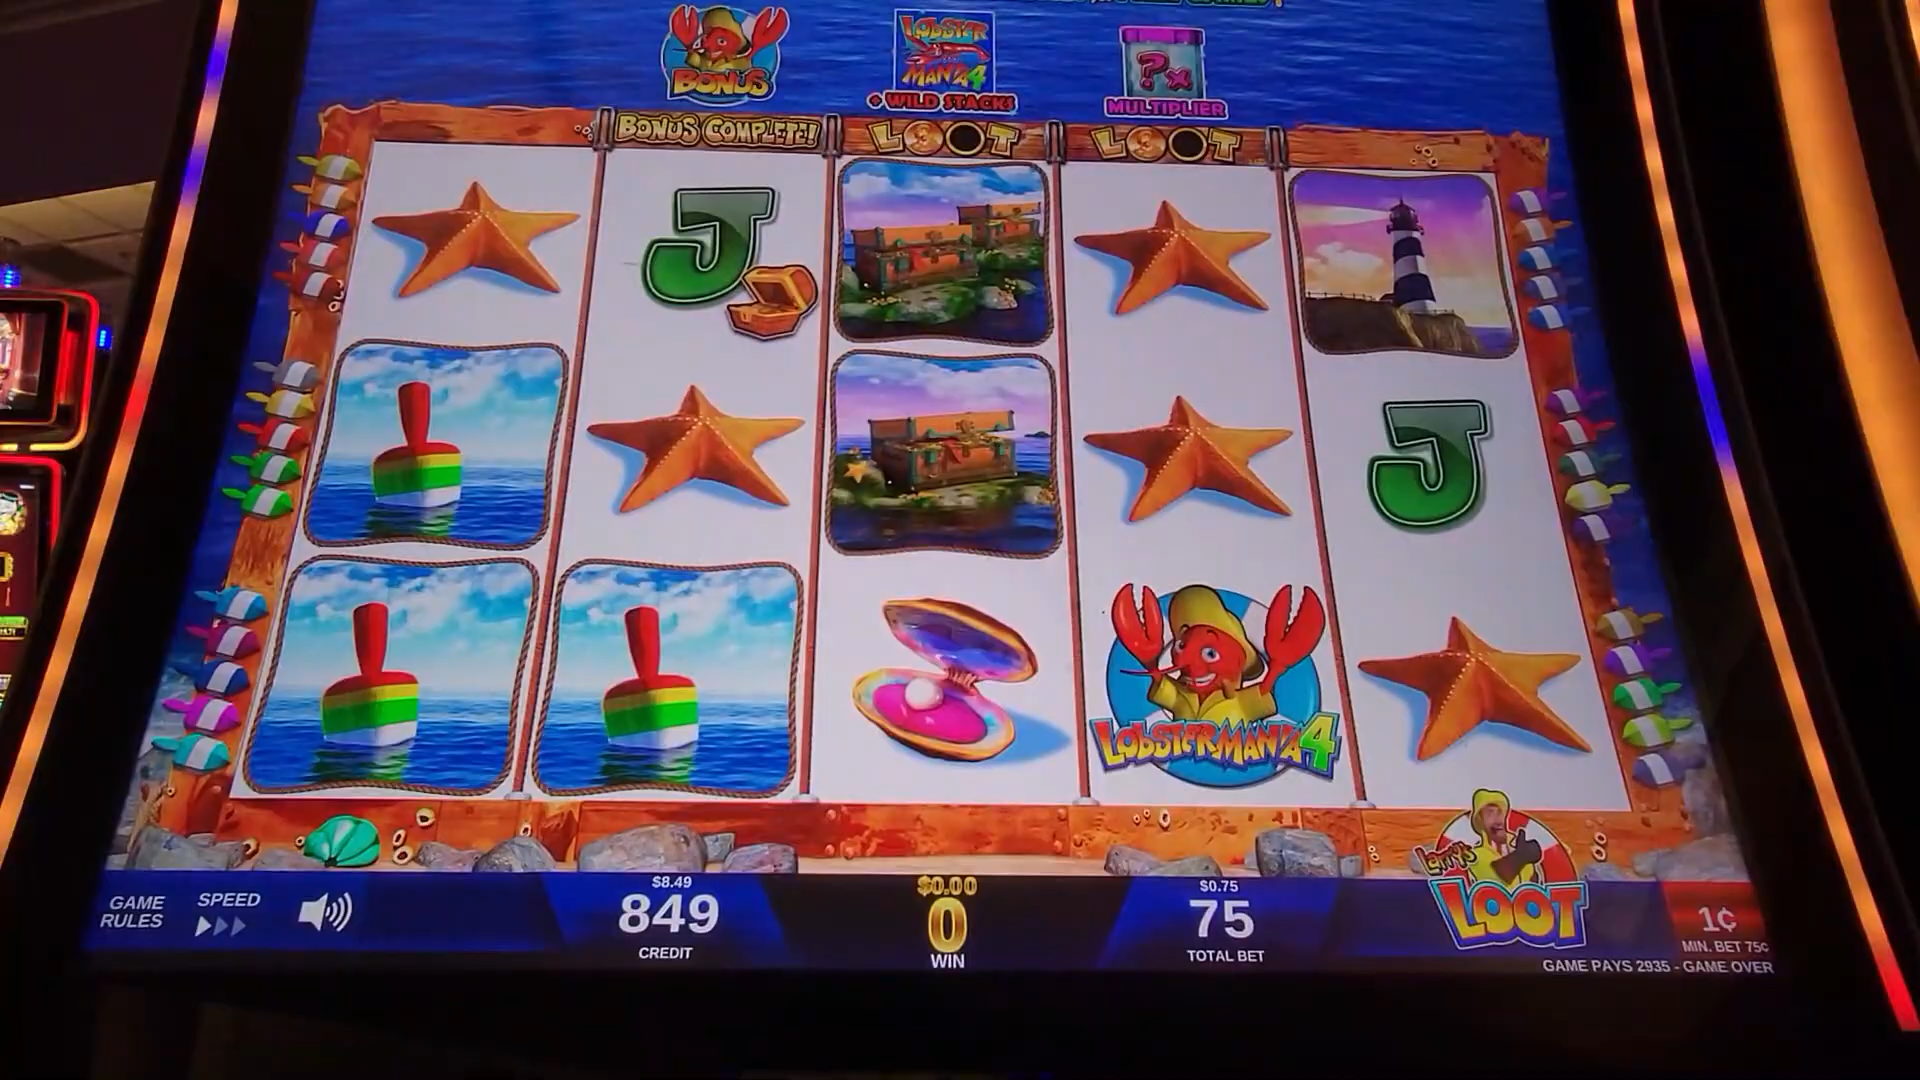 BONUS
LOBSTER
MANIA 4
+ WILD STACKS
?x
MULTIPLIER
BONUS COMPLETE!
LOOT
LOOT
J
J
LOBSTERMANIA 4
Larry's
LOOT
GAME
RULES
SPEED
$8.49
849
CREDIT
$0.00
0
WIN
$0.75
75
TOTAL BET
1¢
MIN. BET 75¢
GAME PAYS 2935 - GAME OVER